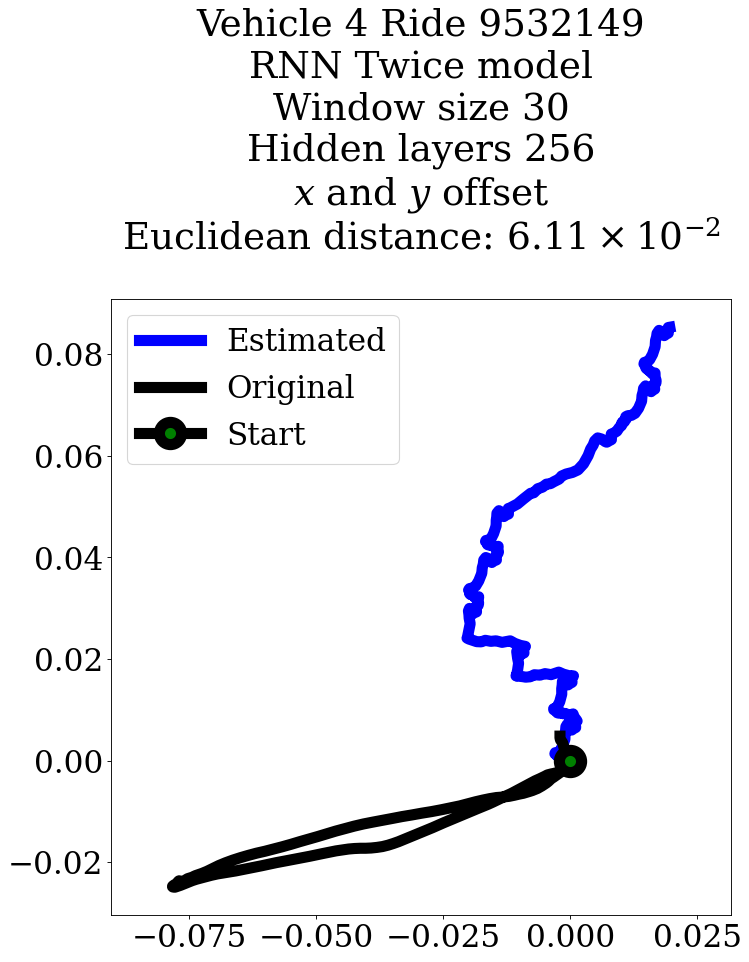 Vehicle 4 Ride 9532149
RNN Twice model
Window size 30
Hidden layers 256
x and y offset
Euclidean distance: 6.11 × 10⁻²
Estimated
Original
Start
0.08
0.06
0.04
0.02
0.00
−0.02
−0.075 −0.050 −0.025 0.000 0.025